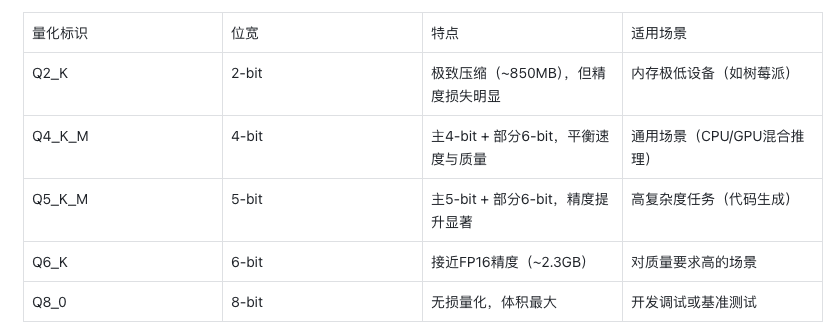 量化标识 位宽 特点 适用场景
Q2_K 2-bit 极致压缩（~850MB），但精 内存极低设备（如树莓派）
度损失明显
Q4_K_M 4-bit 主4-bit + 部分6-bit，平衡速 通用场景（CPU/GPU混合推
度与质量 理）
Q5_K_M 5-bit 主5-bit + 部分6-bit，精度提 高复杂度任务（代码生成）
升显著
Q6_K 6-bit 接近FP16精度（~2.3GB） 对质量要求高的场景
Q8_0 8-bit 无损量化，体积最大 开发调试或基准测试